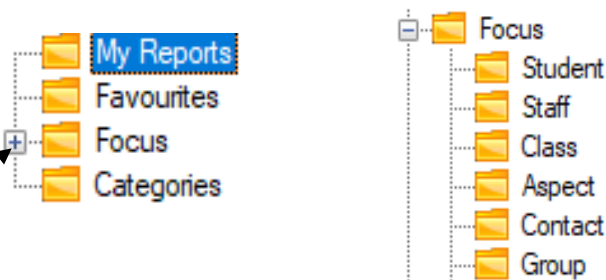 My Reports
Favourites
Focus
Categories
Focus
Student
Staff
Class
Aspect
Contact
Group